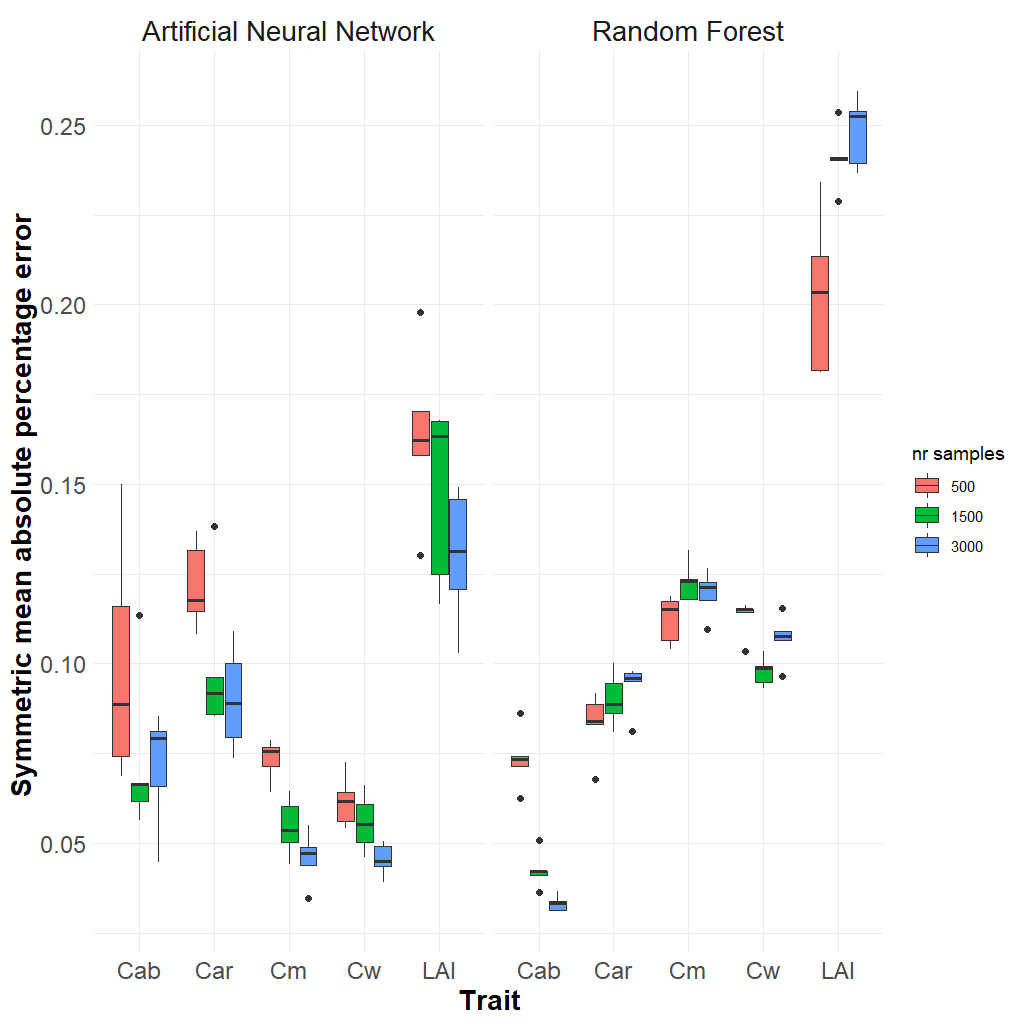 Artificial Neural Network
Random Forest
Symmetric mean absolute percentage error
0.25
0.20
0.15
0.10
0.05
Cab
Car
Cm
Cw
LAI
Cab
Car
Cm
Cw
LAI
Trait
nr samples
500
1500
3000